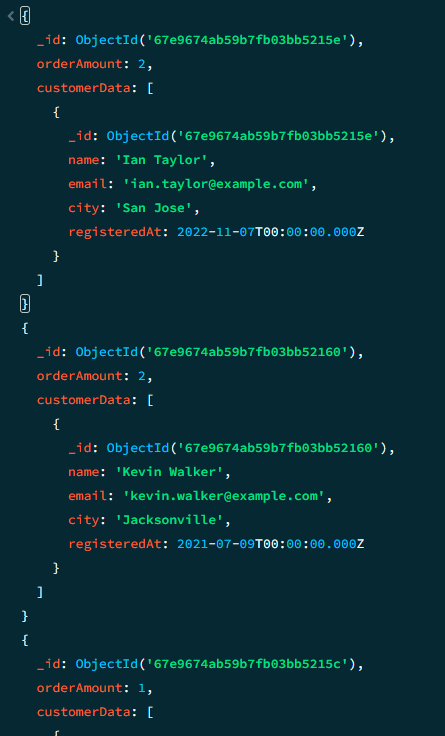 {
_id: ObjectId('67e9674ab59b7fb03bb5215e'),
orderAmount: 2,
customerData: [
{
_id: ObjectId('67e9674ab59b7fb03bb5215e'),
name: 'Ian Taylor',
email: 'ian.taylor@example.com',
city: 'San Jose',
registeredAt: 2022-11-07T00:00:00.000Z
}
]
}
{
_id: ObjectId('67e9674ab59b7fb03bb52160'),
orderAmount: 2,
customerData: [
{
_id: ObjectId('67e9674ab59b7fb03bb52160'),
name: 'Kevin Walker',
email: 'kevin.walker@example.com',
city: 'Jacksonville',
registeredAt: 2021-07-09T00:00:00.000Z
}
]
}
{
_id: ObjectId('67e9674ab59b7fb03bb5215c'),
orderAmount: 1,
customerData: [
{